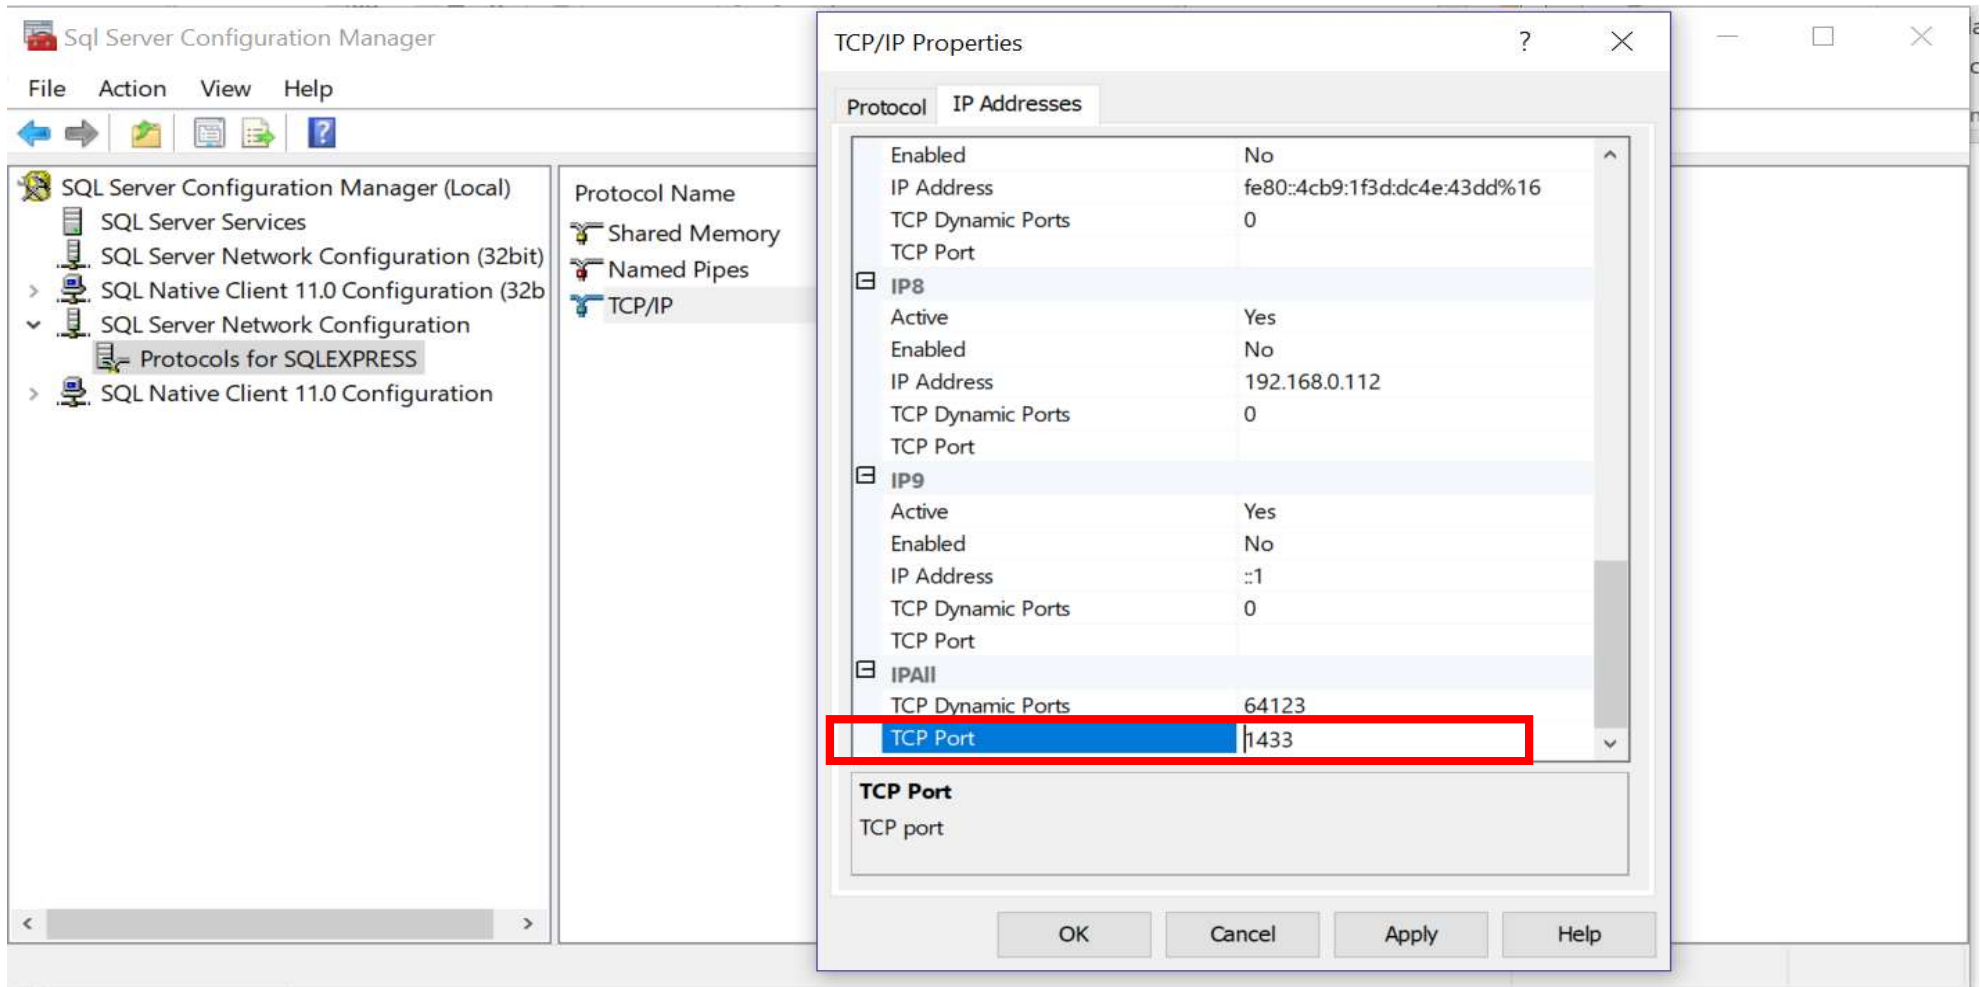 Sql Server Configuration Manager
File Action View Help
SQL Server Configuration Manager (Local)
SQL Server Services
SQL Server Network Configuration (32bit)
SQL Native Client 11.0 Configuration (32b
SQL Server Network Configuration
Protocols for SQLEXPRESS
SQL Native Client 11.0 Configuration
Protocol Name
Shared Memory
Named Pipes
TCP/IP
TCP/IP Properties
Protocol IP Addresses
Enabled No
IP Address fe80::4cb9:1f3d:dc4e:43dd%16
TCP Dynamic Ports 0
TCP Port
IP8
Active Yes
Enabled No
IP Address 192.168.0.112
TCP Dynamic Ports 0
TCP Port
IP9
Active Yes
Enabled No
IP Address ::1
TCP Dynamic Ports 0
TCP Port
IPAll
TCP Dynamic Ports 64123
TCP Port 1433
TCP Port
TCP port
OK Cancel Apply Help